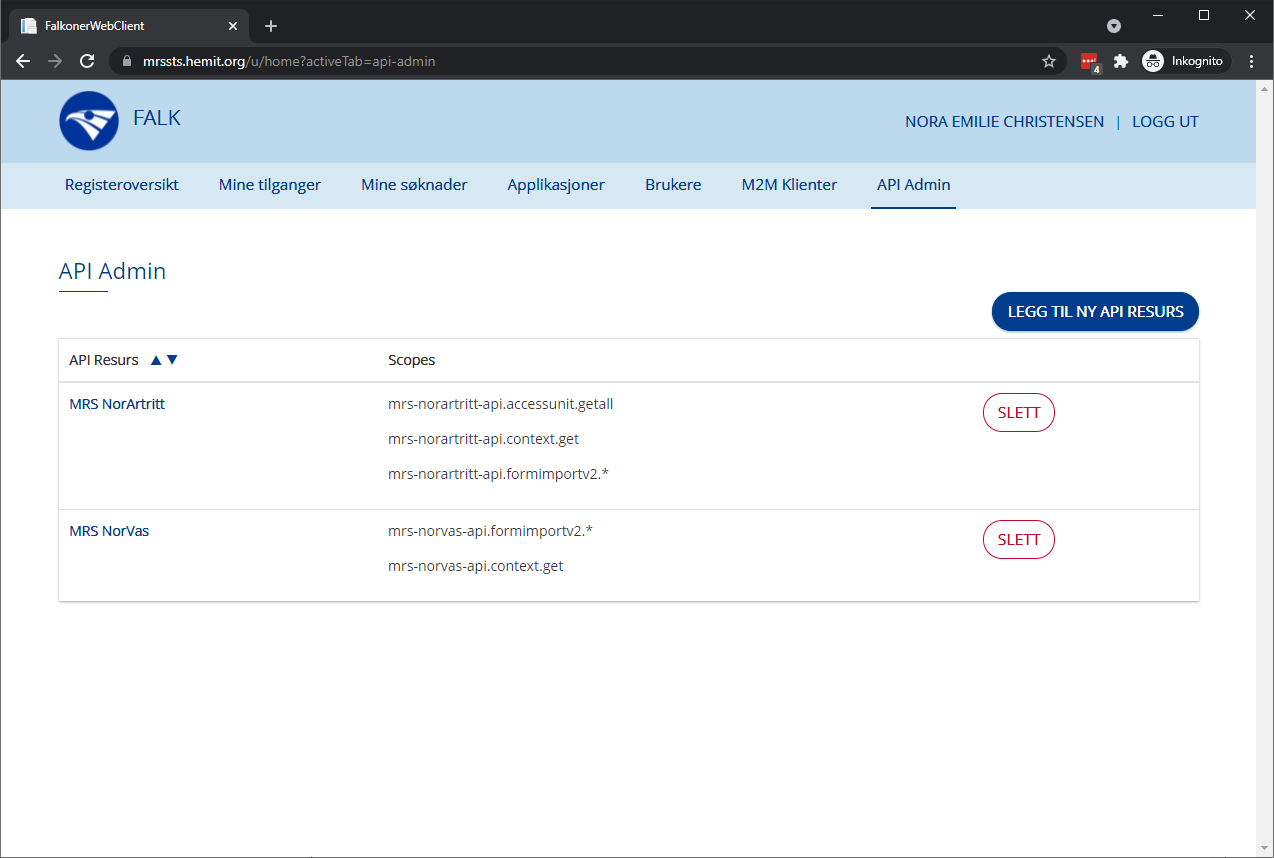 FalkonerWebClient
mrssts.hemit.org/u/home?activeTab=api-admin
4
Inkognito
FALK
NORA EMILIE CHRISTENSEN | LOGG UT
Registeroversikt Mine tilganger Mine søknader Applikasjoner Brukere M2M Klienter API Admin
API Admin
LEGG TIL NY API RESURS
API Resurs ▲▼ Scopes
MRS NorArtritt mrs-norartritt-api.accessunit.getall SLETT
mrs-norartritt-api.context.get
mrs-norartritt-api.formimportv2.*
MRS NorVas mrs-norvas-api.formimportv2.* SLETT
mrs-norvas-api.context.get